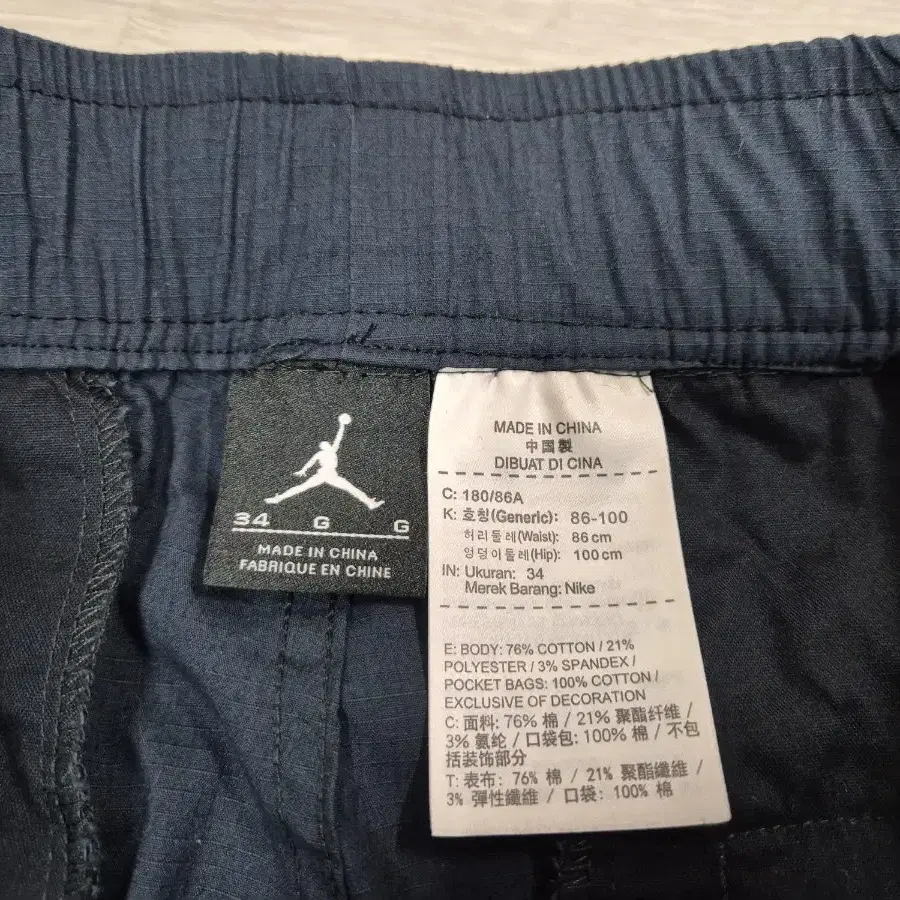 34 G G
MADE IN CHINA
FABRIQUE EN CHINE
MADE IN CHINA
中国製
DIBUAT DI CINA
C: 180/86A
K: 호칭(Generic): 86-100
허리둘레(Waist): 86 cm
엉덩이둘레(Hip): 100 cm
IN: Ukuran: 34
Merek Barang: Nike
E: BODY: 76% COTTON / 21%
POLYESTER / 3% SPANDEX /
POCKET BAGS: 100% COTTON /
EXCLUSIVE OF DECORATION
C: 面料: 76% 棉 / 21% 聚酯纤维 /
3% 氨纶 / 口袋包: 100% 棉 / 不包
括装饰部分
T: 表布: 76% 棉 / 21% 聚酯纖維 /
3% 彈性纖維 / 口袋: 100% 棉